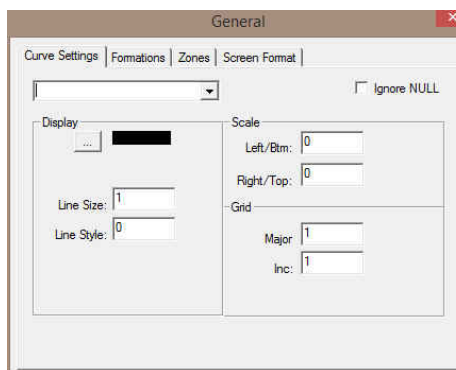 General
Curve Settings Formations Zones Screen Format
Ignore NULL
Display
...
Line Size: 1
Line Style: 0
Scale
Left/Btm: 0
Right/Top: 0
Grid
Major 1
Inc: 1